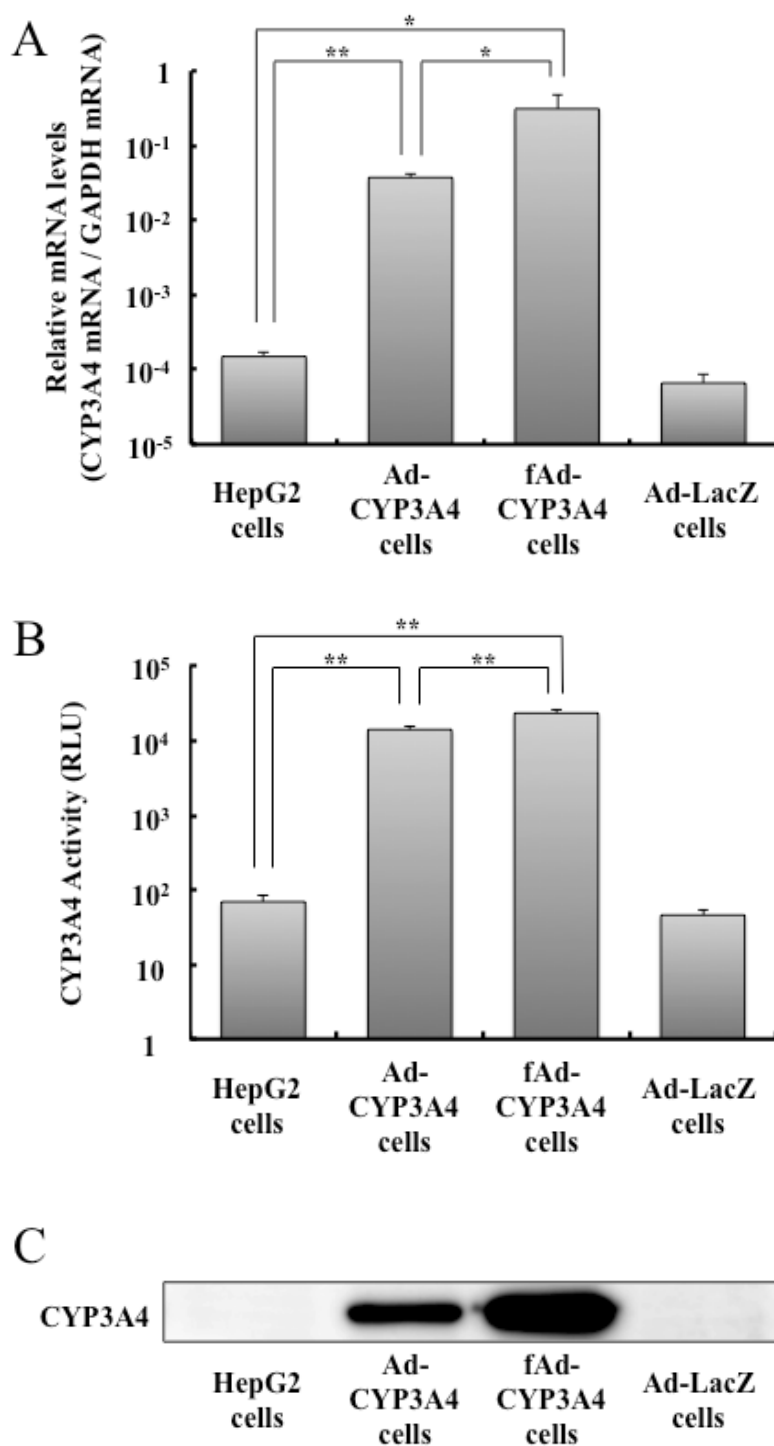 A
*
** *
Relative mRNA levels
(CYP3A4 mRNA / GAPDH mRNA)
1
10-1
10-2
10-3
10-4
10-5
HepG2
cells
Ad-
CYP3A4
cells
fAd-
CYP3A4
cells
Ad-LacZ
cells
B
**
** **
CYP3A4 Activity (RLU)
10⁵
10⁴
10³
10²
10
1
HepG2
cells
Ad-
CYP3A4
cells
fAd-
CYP3A4
cells
Ad-LacZ
cells
C
CYP3A4
HepG2
cells
Ad-
CYP3A4
cells
fAd-
CYP3A4
cells
Ad-LacZ
cells